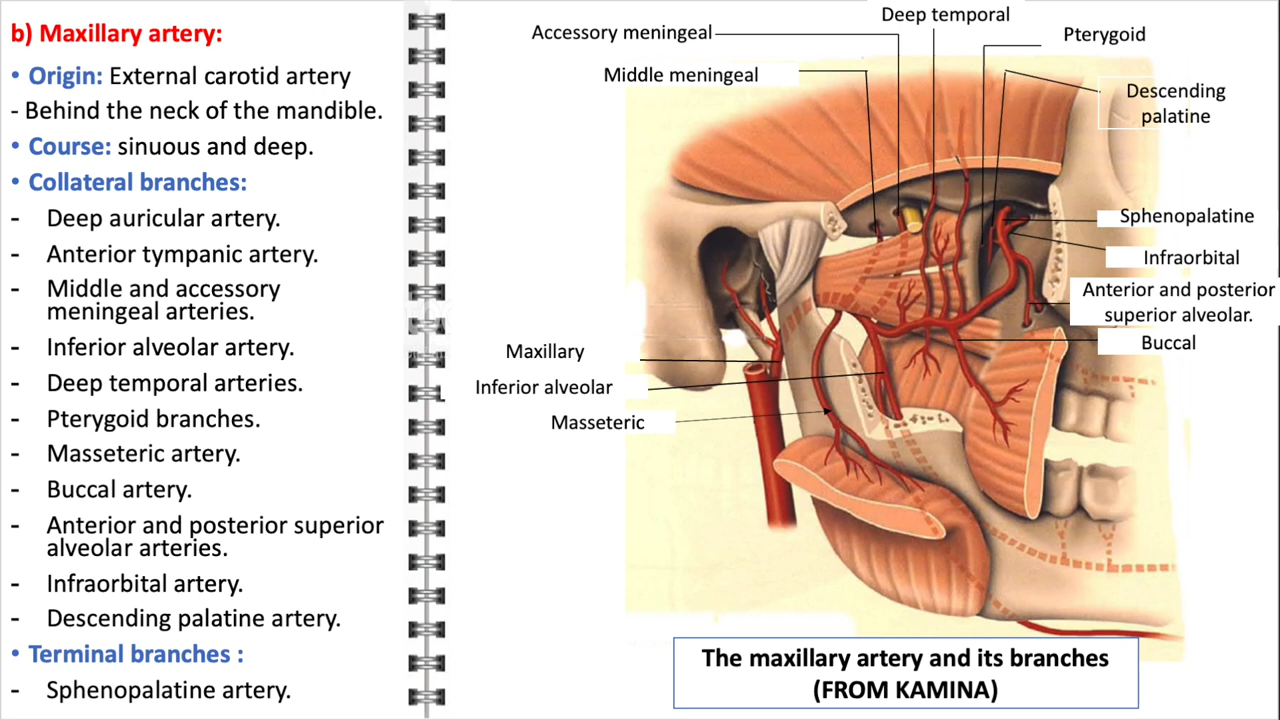 b) Maxillary artery:
• Origin: External carotid artery
- Behind the neck of the mandible.
• Course: sinuous and deep.
• Collateral branches:
- Deep auricular artery.
- Anterior tympanic artery.
- Middle and accessory
meningeal arteries.
- Inferior alveolar artery.
- Deep temporal arteries.
- Pterygoid branches.
- Masseteric artery.
- Buccal artery.
- Anterior and posterior superior
alveolar arteries.
- Infraorbital artery.
- Descending palatine artery.
• Terminal branches :
- Sphenopalatine artery.
Deep temporal
Accessory meningeal
Pterygoid
Middle meningeal
Descending
palatine
Sphenopalatine
Infraorbital
Anterior and posterior
superior alveolar.
Buccal
Maxillary
Inferior alveolar
Masseteric
The maxillary artery and its branches
(FROM KAMINA)